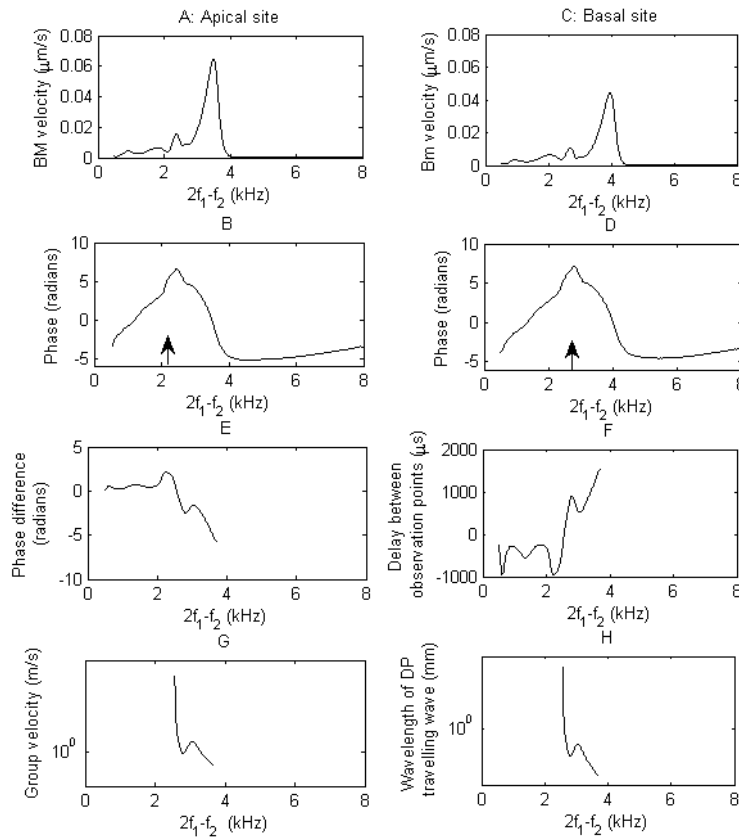 A: Apical site
C: Basal site
BM velocity (μm/s)
0.08
0.06
0.04
0.02
0
0 2 4 6 8
2f1-f2 (kHz)
Bm velocity (μm/s)
0.08
0.06
0.04
0.02
0
0 2 4 6 8
2f1-f2 (kHz)
B
D
Phase (radians)
10
5
0
-5
0 2 4 6 8
2f1-f2 (kHz)
Phase (radians)
10
5
0
-5
0 2 4 6 8
2f1-f2 (kHz)
E
F
Phase difference
(radians)
5
0
-5
-10
0 2 4 6 8
2f1-f2 (kHz)
Delay between
observation points (μs)
2000
1000
0
-1000
0 2 4 6 8
2f1-f2 (kHz)
G
H
Group velocity (m/s)
10^0
0 2 4 6 8
2f1-f2 (kHz)
Wavelength of DP
travelling wave (mm)
10^0
0 2 4 6 8
2f1-f2 (kHz)